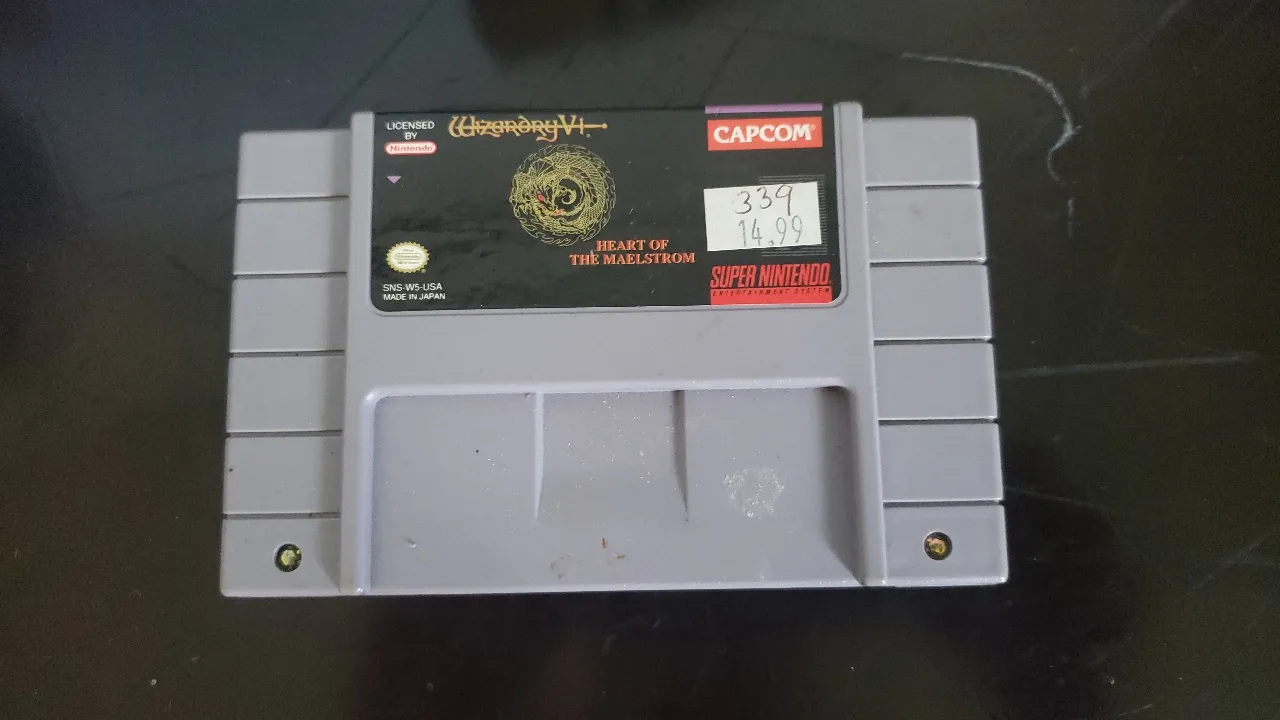 LICENSED
BY
Nintendo
Wizardry V
HEART OF
THE MAELSTROM
SNS-W5-USA
MADE IN JAPAN
CAPCOM
339
14.99
SUPER NINTENDO
ENTERTAINMENT SYSTEM